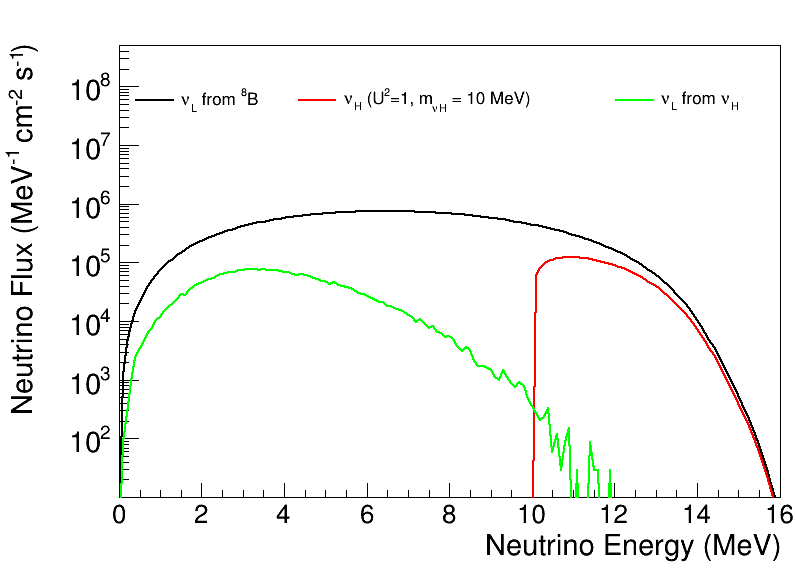 Neutrino Flux (MeV⁻¹ cm⁻² s⁻¹)
10⁸
10⁷
10⁶
10⁵
10⁴
10³
10²
ν_L from ⁸B
ν_H (U²=1, m_νH = 10 MeV)
ν_L from ν_H
0 2 4 6 8 10 12 14 16
Neutrino Energy (MeV)